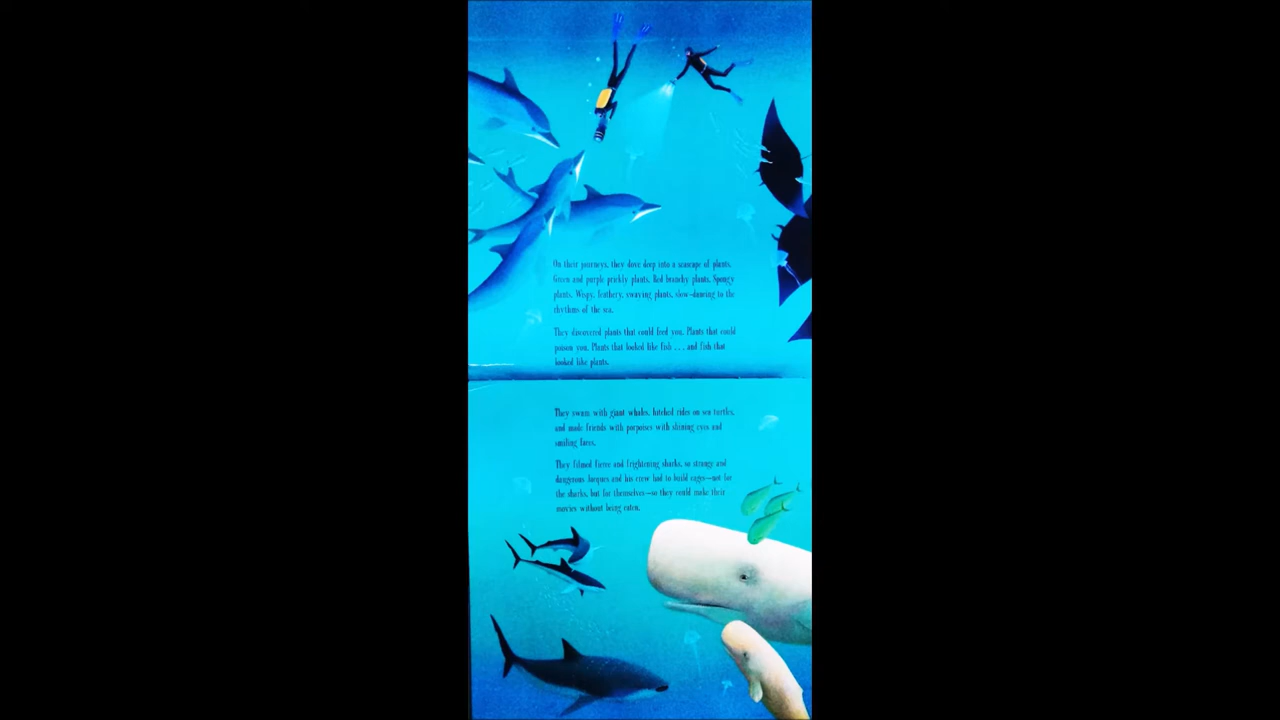 On their journeys, they dove deep into a seascape of plants.
Green and purple prickly plants. Red branchy plants. Spongy
plants. Wispy, feathery, swaying plants, slow-dancing to the
rhythms of the sea.
They discovered plants that could feed you. Plants that could
poison you. Plants that looked like fish . . . and fish that
looked like plants.
They swam with giant whales, hitched rides on sea turtles,
and made friends with porpoises with shining eyes and
smiling faces.
They filmed fierce and frightening sharks, so strange and
dangerous Jacques and his crew had to build cages—not for
the sharks, but for themselves—so they could make their
movies without being eaten.